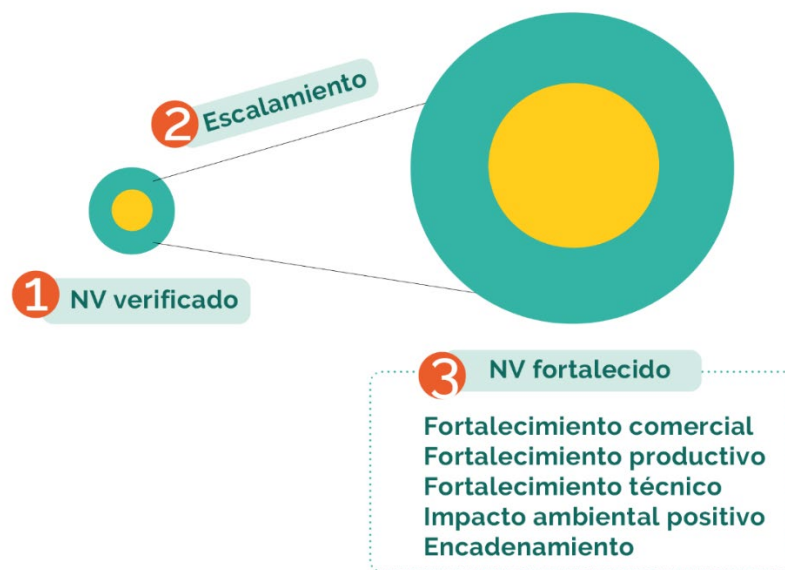 1 NV verificado
2 Escalamiento
3 NV fortalecido
Fortalecimiento comercial
Fortalecimiento productivo
Fortalecimiento técnico
Impacto ambiental positivo
Encadenamiento